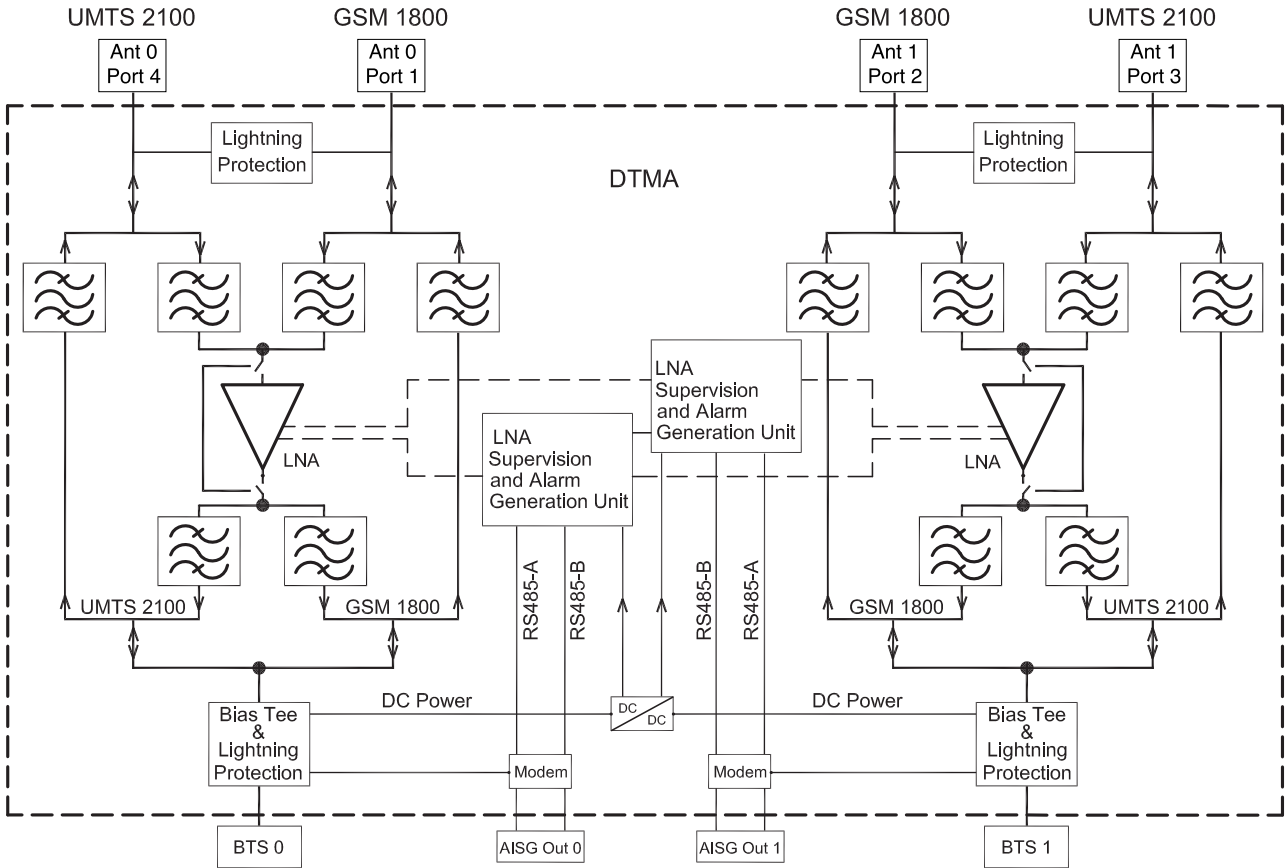 UMTS 2100
GSM 1800
GSM 1800
UMTS 2100
Ant 0
Port 4
Ant 0
Port 1
Ant 1
Port 2
Ant 1
Port 3
Lightning
Protection
Lightning
Protection
DTMA
LNA
Supervision
and Alarm
Generation Unit
LNA
Supervision
and Alarm
Generation Unit
LNA
LNA
RS485-A
RS485-B
RS485-B
RS485-A
UMTS 2100
GSM 1800
GSM 1800
UMTS 2100
DC Power
DC
DC
DC Power
Bias Tee
&
Lightning
Protection
Bias Tee
&
Lightning
Protection
Modem
Modem
BTS 0
AISG Out 0
AISG Out 1
BTS 1